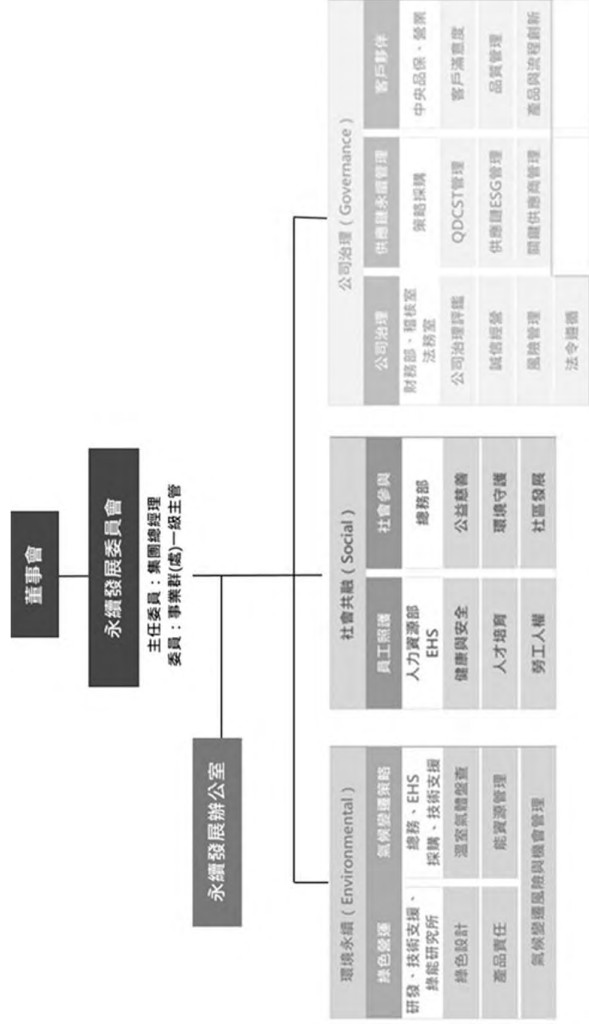 董事會
永續發展委員會
主任委員：集團總經理
委員：事業群(處)一級主管
永續發展辦公室
環境永續（Environmental）
綠色營運
氣候變遷策略
研發、技術支援、
綠能研究所
總務、EHS
採購、技術支援
綠色設計
溫室氣體盤查
產品責任
能資源管理
氣候變遷風險與機會管理
社會共融（Social）
員工照護
社會參與
人力資源部
EHS
總務部
健康與安全
公益慈善
人才培育
環境守護
勞工人權
社區發展
公司治理（Governance）
公司治理
供應鏈永續管理
客戶夥伴
財務部、稽核室
法務室
策略採購
中央品保、營業
公司治理評鑑
QDCST管理
客戶滿意度
誠信經營
供應鏈ESG管理
品質管理
風險管理
關鍵供應商管理
產品與流程創新
法令遵循